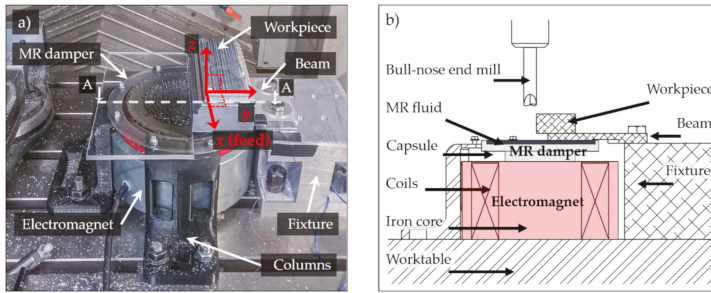 a)
Workpiece
MR damper
z
Beam
A
A
y
x (feed)
Electromagnet
Fixture
Columns
b)
Bull-nose end mill
Workpiece
MR fluid
Beam
Capsule
MR damper
Coils
Fixture
Electromagnet
Iron core
Worktable